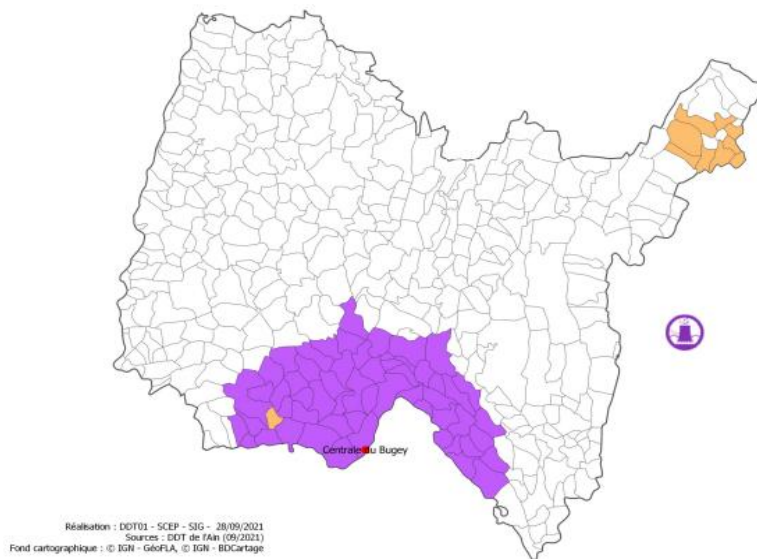 Centrale du Bugey
Réalisation : DDT01 - SCEP - SIG - 28/09/2021
Sources : DDT de l'Ain (09/2021)
Fond cartographique : © IGN - GéoFLA, © IGN - BDCartage